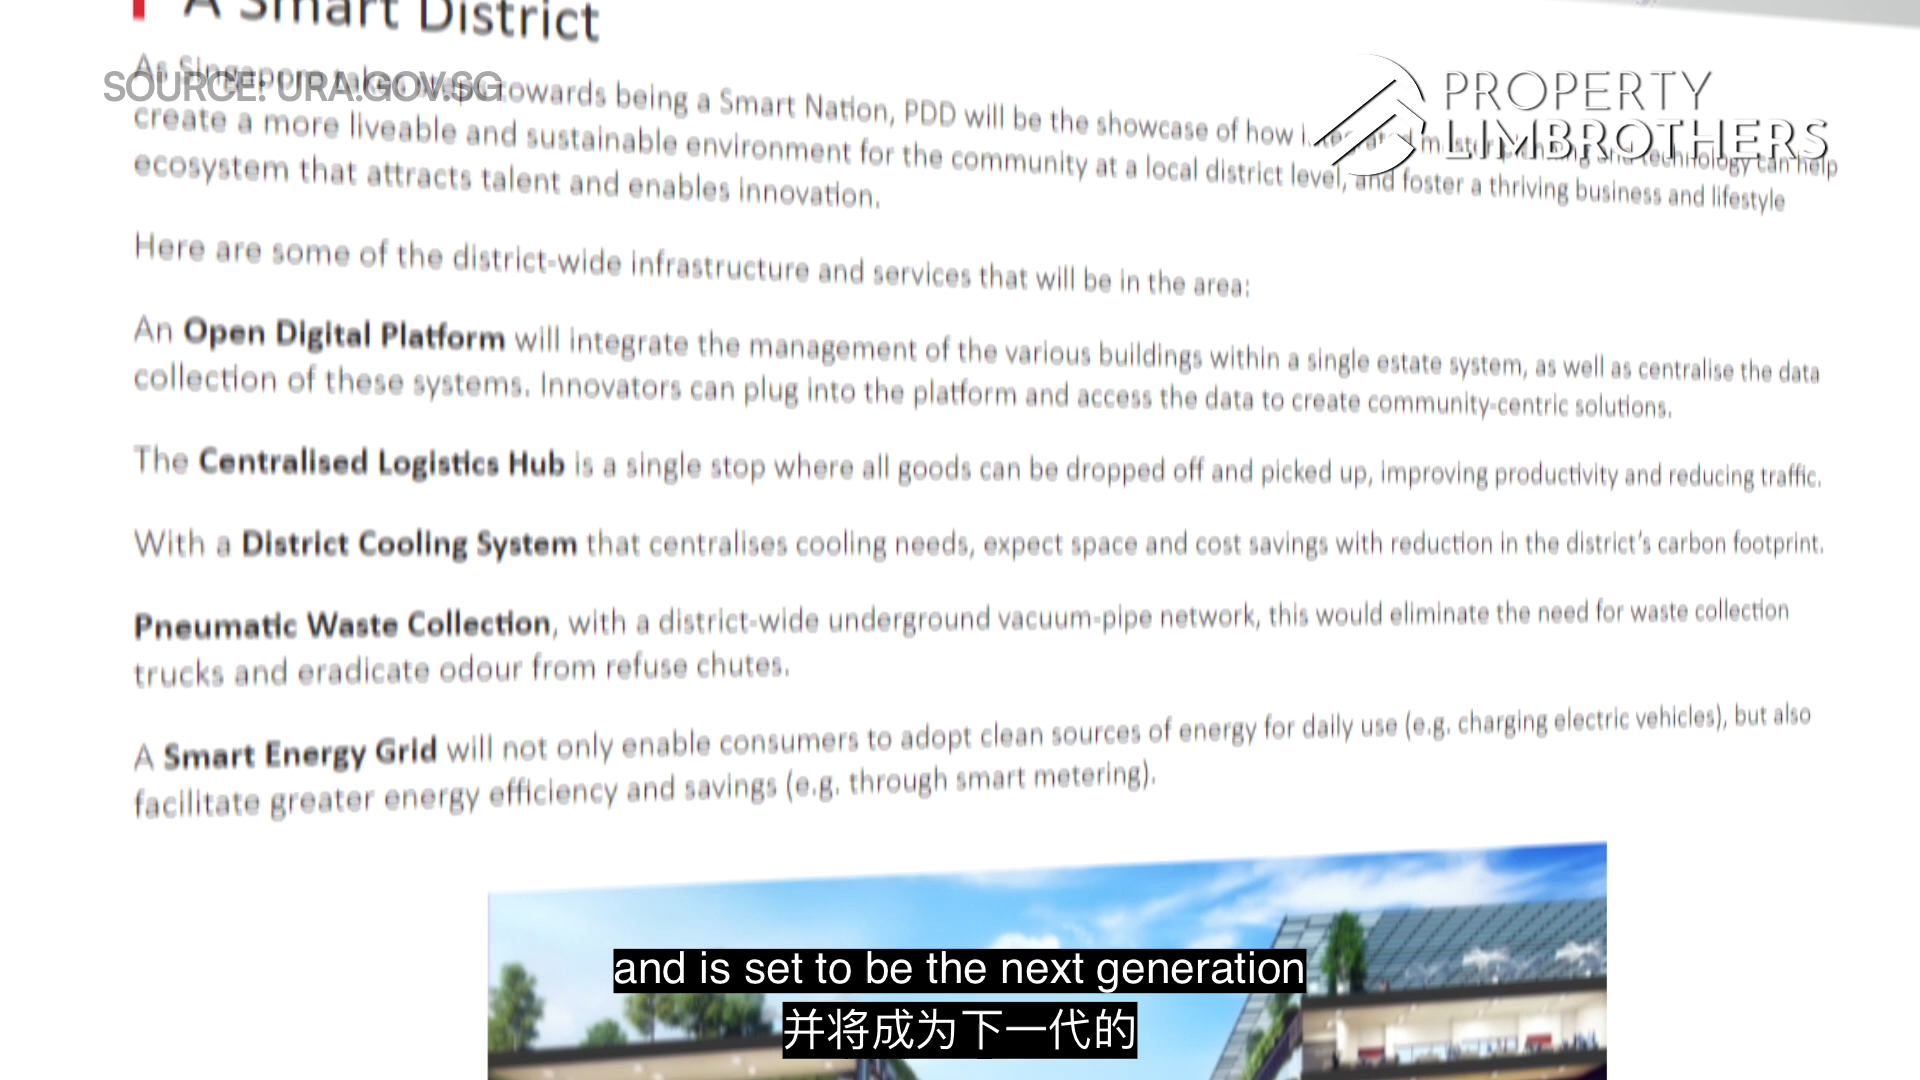 A Smart District
SOURCE: URA.GOV.SG
PROPERTY
LIMBROTHERS
As Singapore takes steps towards being a Smart Nation, PDD will be the showcase of how integrated master planning and technology can help
create a more liveable and sustainable environment for the community at a local district level, and foster a thriving business and lifestyle
ecosystem that attracts talent and enables innovation.
Here are some of the district-wide infrastructure and services that will be in the area:
An Open Digital Platform will integrate the management of the various buildings within a single estate system, as well as centralise the data
collection of these systems. Innovators can plug into the platform and access the data to create community-centric solutions.
The Centralised Logistics Hub is a single stop where all goods can be dropped off and picked up, improving productivity and reducing traffic.
With a District Cooling System that centralises cooling needs, expect space and cost savings with reduction in the district's carbon footprint.
Pneumatic Waste Collection, with a district-wide underground vacuum-pipe network, this would eliminate the need for waste collection
trucks and eradicate odour from refuse chutes.
A Smart Energy Grid will not only enable consumers to adopt clean sources of energy for daily use (e.g. charging electric vehicles), but also
facilitate greater energy efficiency and savings (e.g. through smart metering).
and is set to be the next generation
并将成为下一代的